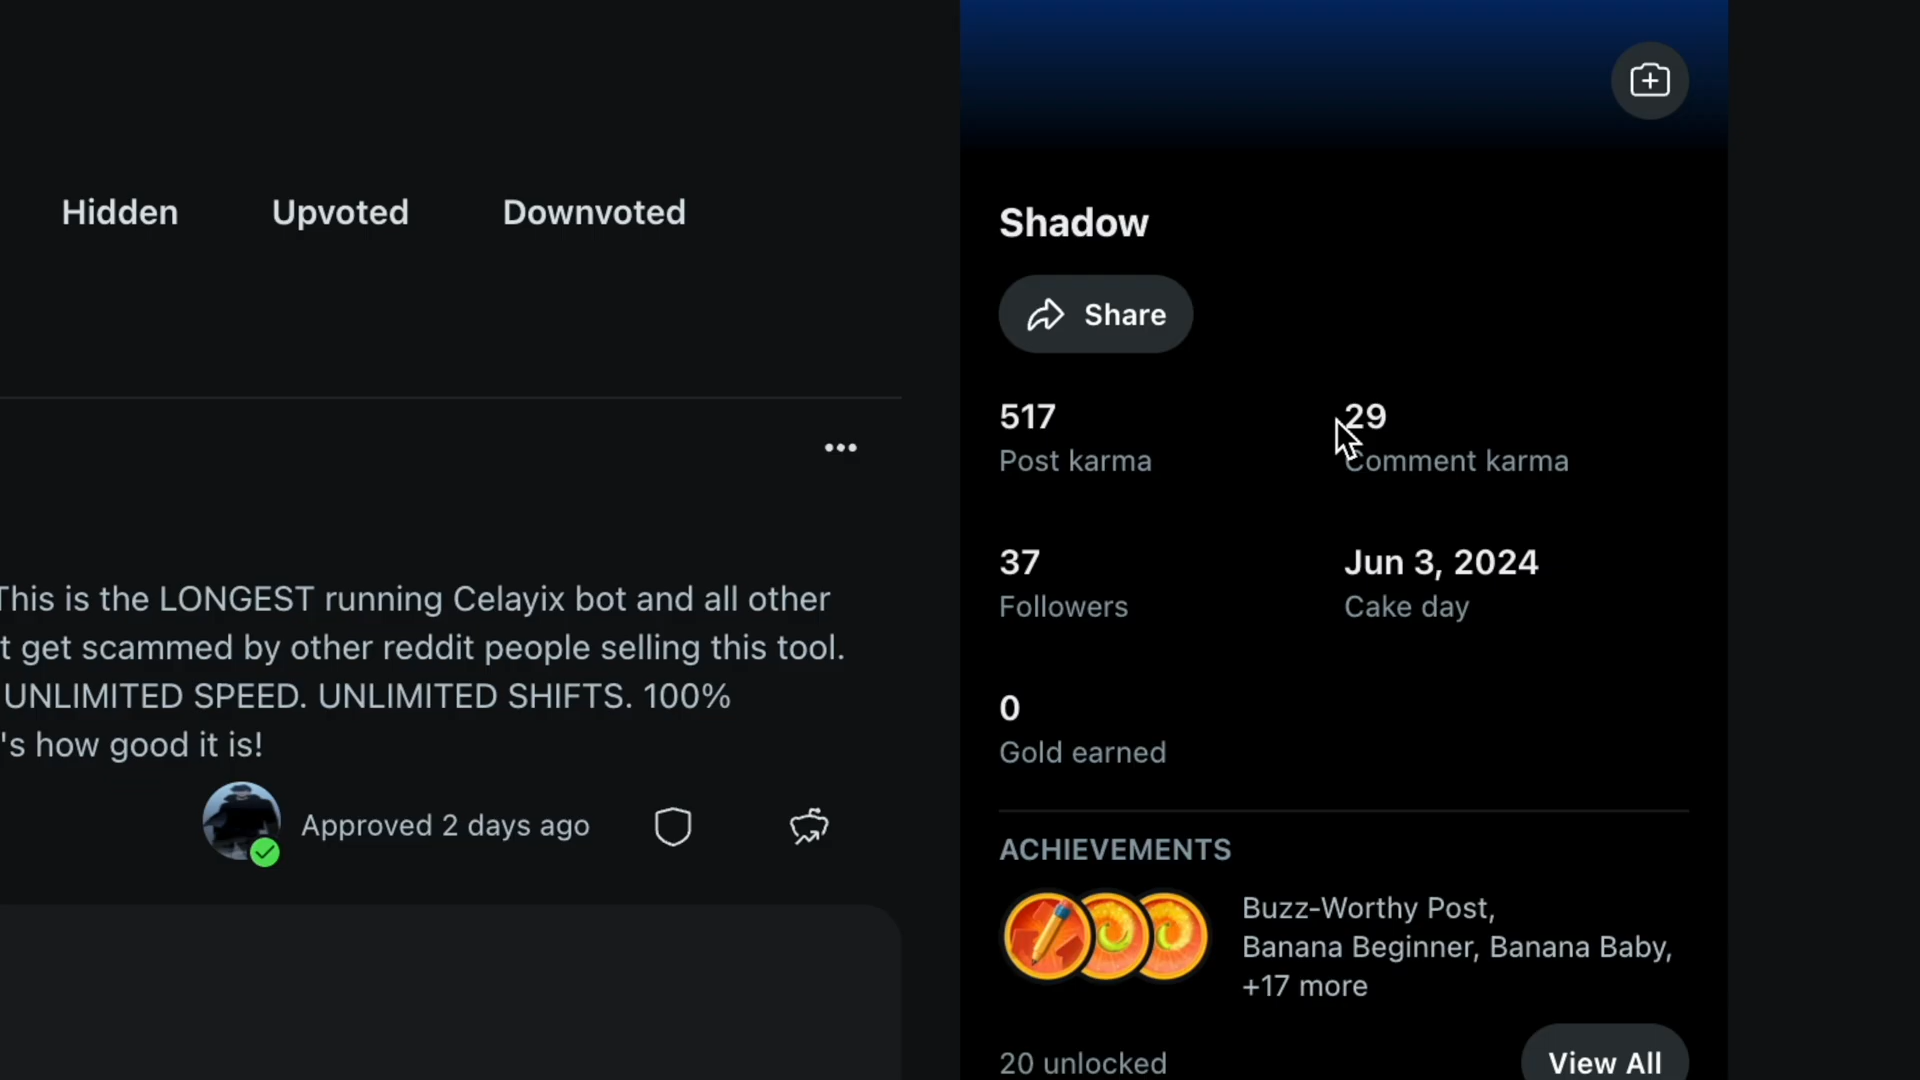 Hidden
Upvoted
Downvoted
This is the LONGEST running Celayix bot and all other
t get scammed by other reddit people selling this tool.
UNLIMITED SPEED. UNLIMITED SHIFTS. 100%
's how good it is!
Approved 2 days ago
Shadow
Share
517
Post karma
29
Comment karma
37
Followers
Jun 3, 2024
Cake day
0
Gold earned
ACHIEVEMENTS
Buzz-Worthy Post,
Banana Beginner, Banana Baby,
+17 more
20 unlocked
View All